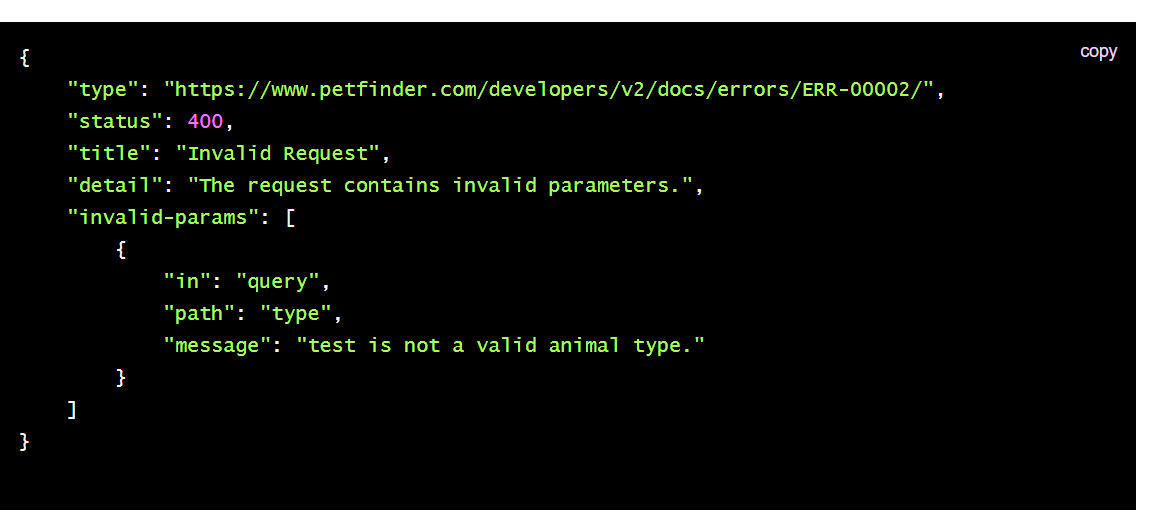 copy
{
    "type": "https://www.petfinder.com/developers/v2/docs/errors/ERR-00002/",
    "status": 400,
    "title": "Invalid Request",
    "detail": "The request contains invalid parameters.",
    "invalid-params": [
        {
            "in": "query",
            "path": "type",
            "message": "test is not a valid animal type."
        }
    ]
}